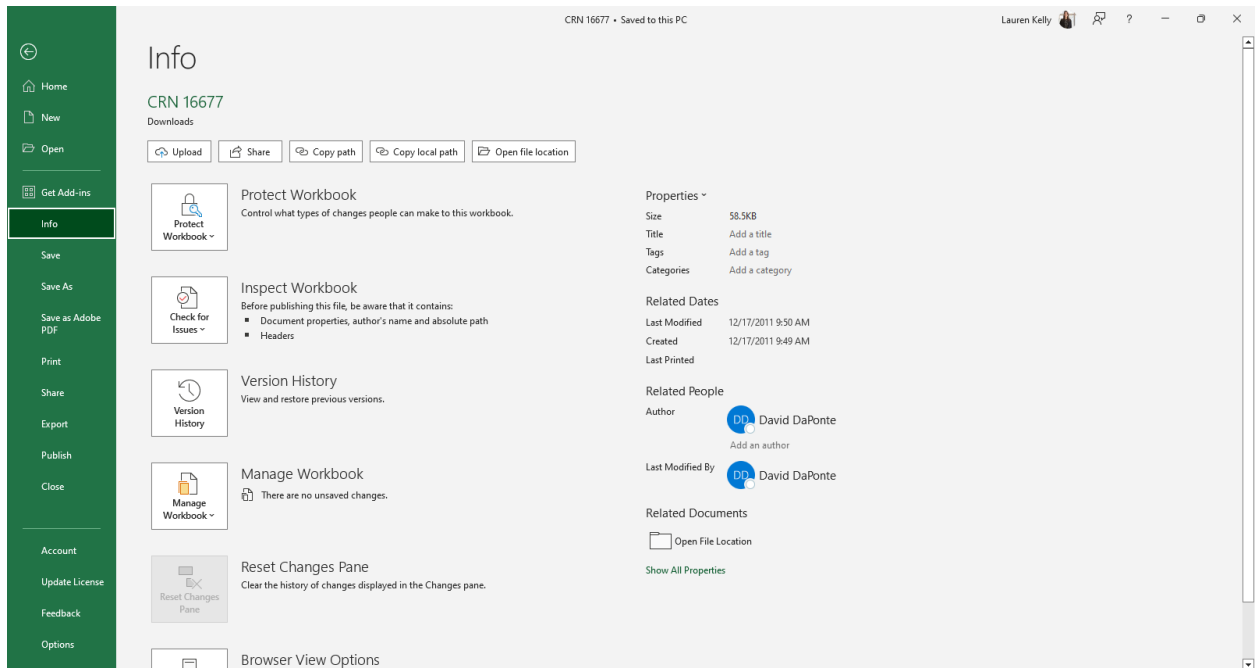 CRN 16677 • Saved to this PC
Lauren Kelly
?
Home
New
Open
Get Add-ins
Info
Save
Save As
Save as Adobe
PDF
Print
Share
Export
Publish
Close
Account
Update License
Feedback
Options
Info
CRN 16677
Downloads
Upload
Share
Copy path
Copy local path
Open file location
Protect
Workbook
Protect Workbook
Control what types of changes people can make to this workbook.
Check for
Issues
Inspect Workbook
Before publishing this file, be aware that it contains:
Document properties, author's name and absolute path
Headers
Version
History
Version History
View and restore previous versions.
Manage
Workbook
Manage Workbook
There are no unsaved changes.
Reset Changes
Pane
Reset Changes Pane
Clear the history of changes displayed in the Changes pane.
Browser View Options
Properties
Size 58.5KB
Title Add a title
Tags Add a tag
Categories Add a category
Related Dates
Last Modified 12/17/2011 9:50 AM
Created 12/17/2011 9:49 AM
Last Printed
Related People
Author DD David DaPonte
Add an author
Last Modified By DD David DaPonte
Related Documents
Open File Location
Show All Properties